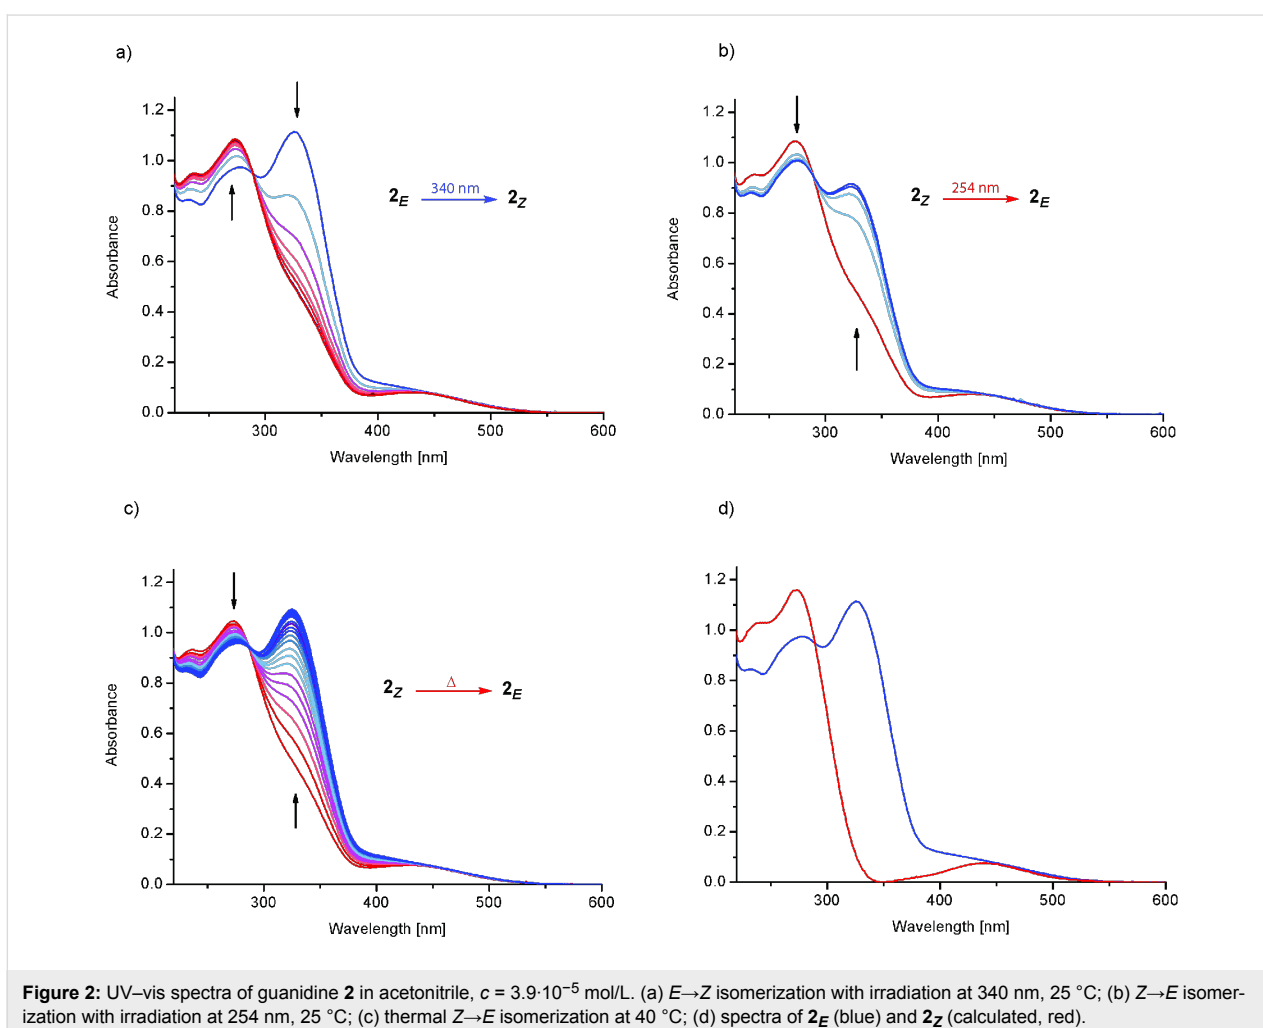 a)
1.2
1.0
0.8
0.6
0.4
0.2
0.0
300 400 500 600
Absorbance
Wavelength [nm]
2E 340 nm 2Z
b)
1.2
1.0
0.8
0.6
0.4
0.2
0.0
300 400 500 600
Absorbance
Wavelength [nm]
2Z 254 nm 2E
c)
1.2
1.0
0.8
0.6
0.4
0.2
0.0
300 400 500 600
Absorbance
Wavelength [nm]
2Z Δ 2E
d)
1.2
1.0
0.8
0.6
0.4
0.2
0.0
300 400 500 600
Wavelength [nm]
Figure 2: UV–vis spectra of guanidine 2 in acetonitrile, c = 3.9·10−5 mol/L. (a) E→Z isomerization with irradiation at 340 nm, 25 °C; (b) Z→E isomer-
ization with irradiation at 254 nm, 25 °C; (c) thermal Z→E isomerization at 40 °C; (d) spectra of 2E (blue) and 2Z (calculated, red).